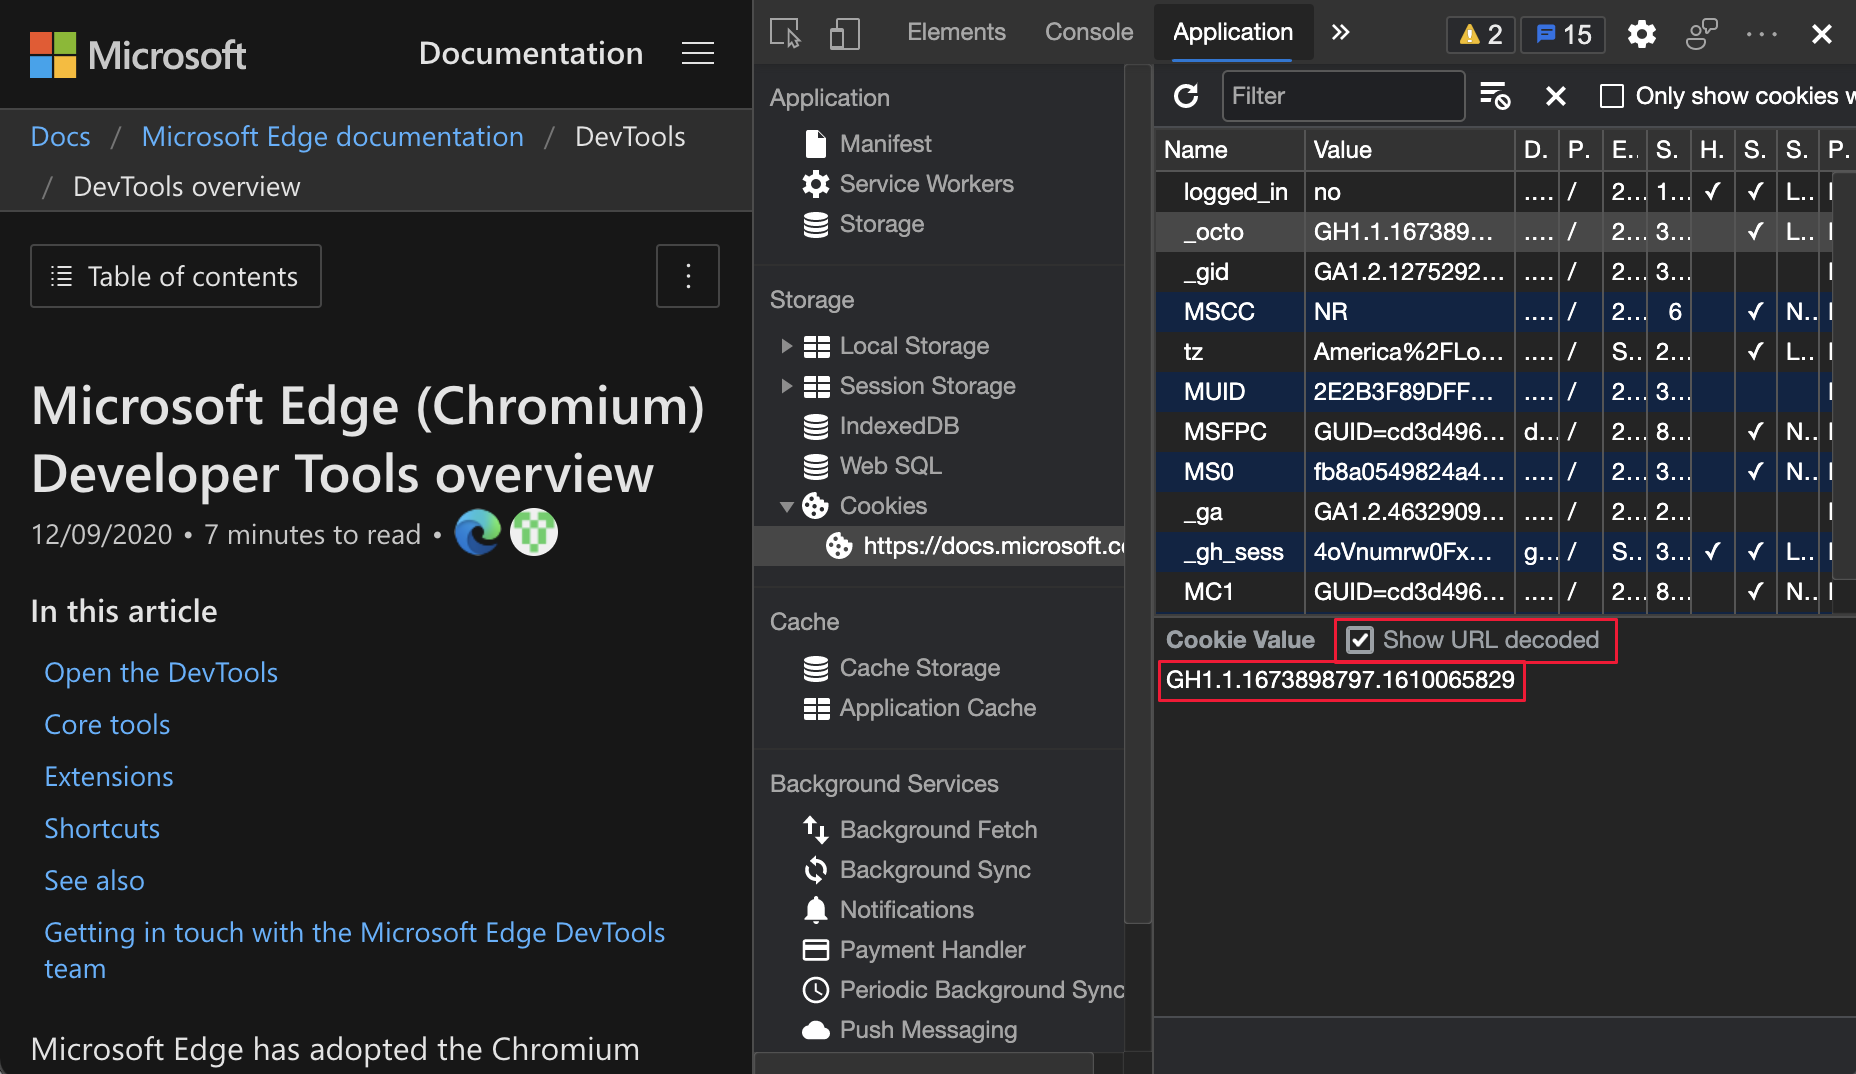 Microsoft
Documentation
Docs / Microsoft Edge documentation / DevTools
/ DevTools overview
Table of contents
Microsoft Edge (Chromium)
Developer Tools overview
12/09/2020 • 7 minutes to read •
In this article
Open the DevTools
Core tools
Extensions
Shortcuts
See also
Getting in touch with the Microsoft Edge DevTools
team
Microsoft Edge has adopted the Chromium
Elements Console Application 2 15
Application
Manifest
Service Workers
Storage
Storage
Local Storage
Session Storage
IndexedDB
Web SQL
Cookies
https://docs.microsoft.co
Cache
Cache Storage
Application Cache
Background Services
Background Fetch
Background Sync
Notifications
Payment Handler
Periodic Background Sync
Push Messaging
Filter Only show cookies w
Name Value D. P. E.. S. H. S. S. P.
logged_in no .... / 2... 1... ✓ ✓ L..
_octo GH1.1.167389... .... / 2... 3... ✓ L..
_gid GA1.2.1275292... .... / 2... 3...
MSCC NR .... / 2... 6 ✓ N..
tz America%2FLo... .... / S.. 2... ✓ L..
MUID 2E2B3F89DFF... .... / 2... 3...
MSFPC GUID=cd3d496... d... / 2... 8... ✓ N..
MS0 fb8a0549824a4... .... / 2... 3... ✓ N..
_ga GA1.2.4632909... .... / 2... 2...
_gh_sess 4oVnumrw0Fx... g... / S.. 3... ✓ ✓ L..
MC1 GUID=cd3d496... .... / 2... 8... ✓ N..
Cookie Value Show URL decoded
GH1.1.1673898797.1610065829